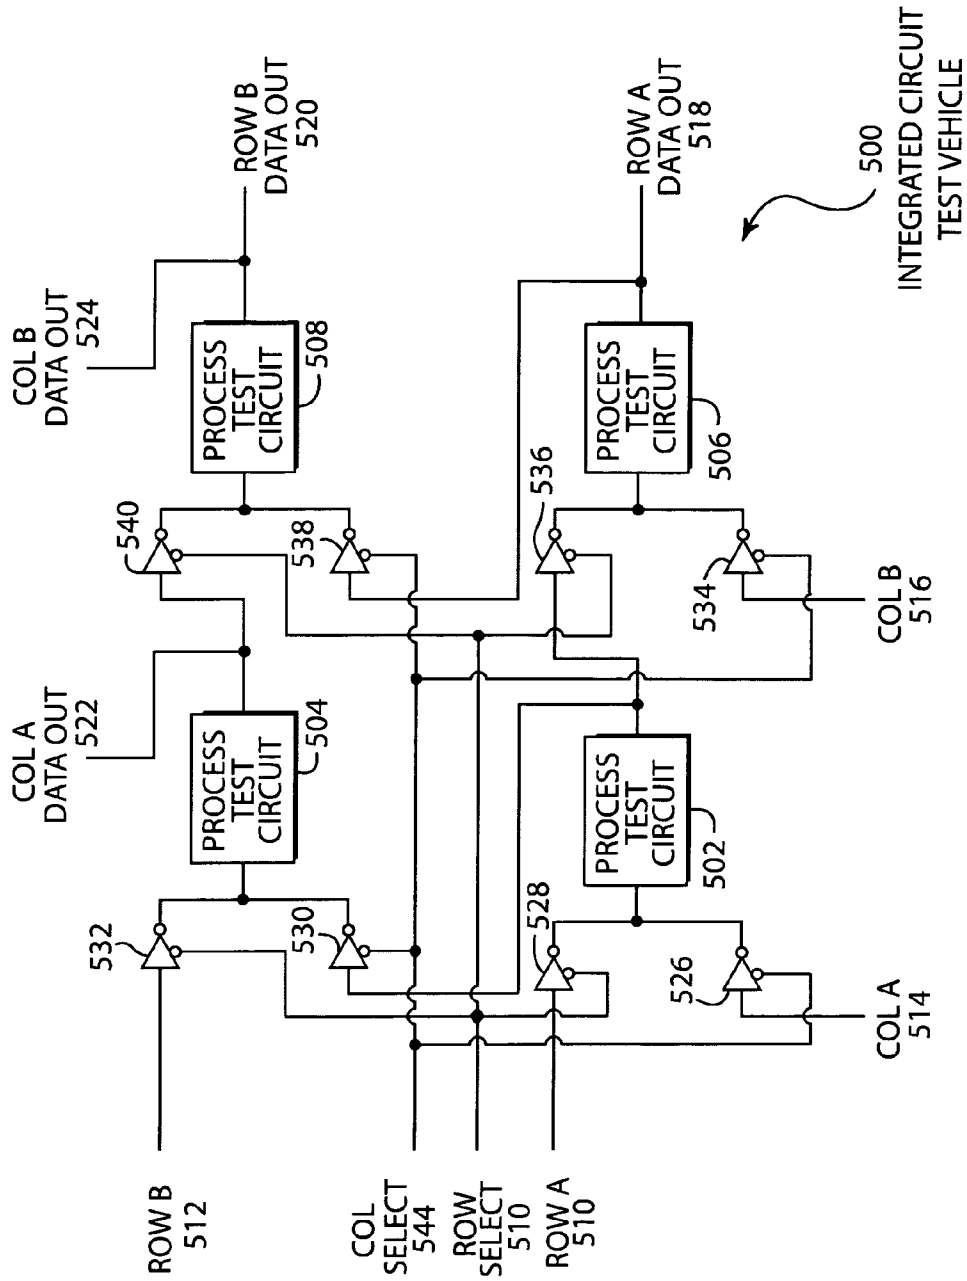 COL B
DATA OUT
524
ROW B
DATA OUT
520
COL A
DATA OUT
522
540
PROCESS
TEST
CIRCUIT
508
532
PROCESS
TEST
CIRCUIT
504
538
530
ROW B
512
COL
SELECT
544
ROW
SELECT
510
ROW A
510
528
536
PROCESS
TEST
CIRCUIT
502
PROCESS
TEST
CIRCUIT
506
ROW A
DATA OUT
518
526
534
COL A
514
COL B
516
500
INTEGRATED CIRCUIT
TEST VEHICLE